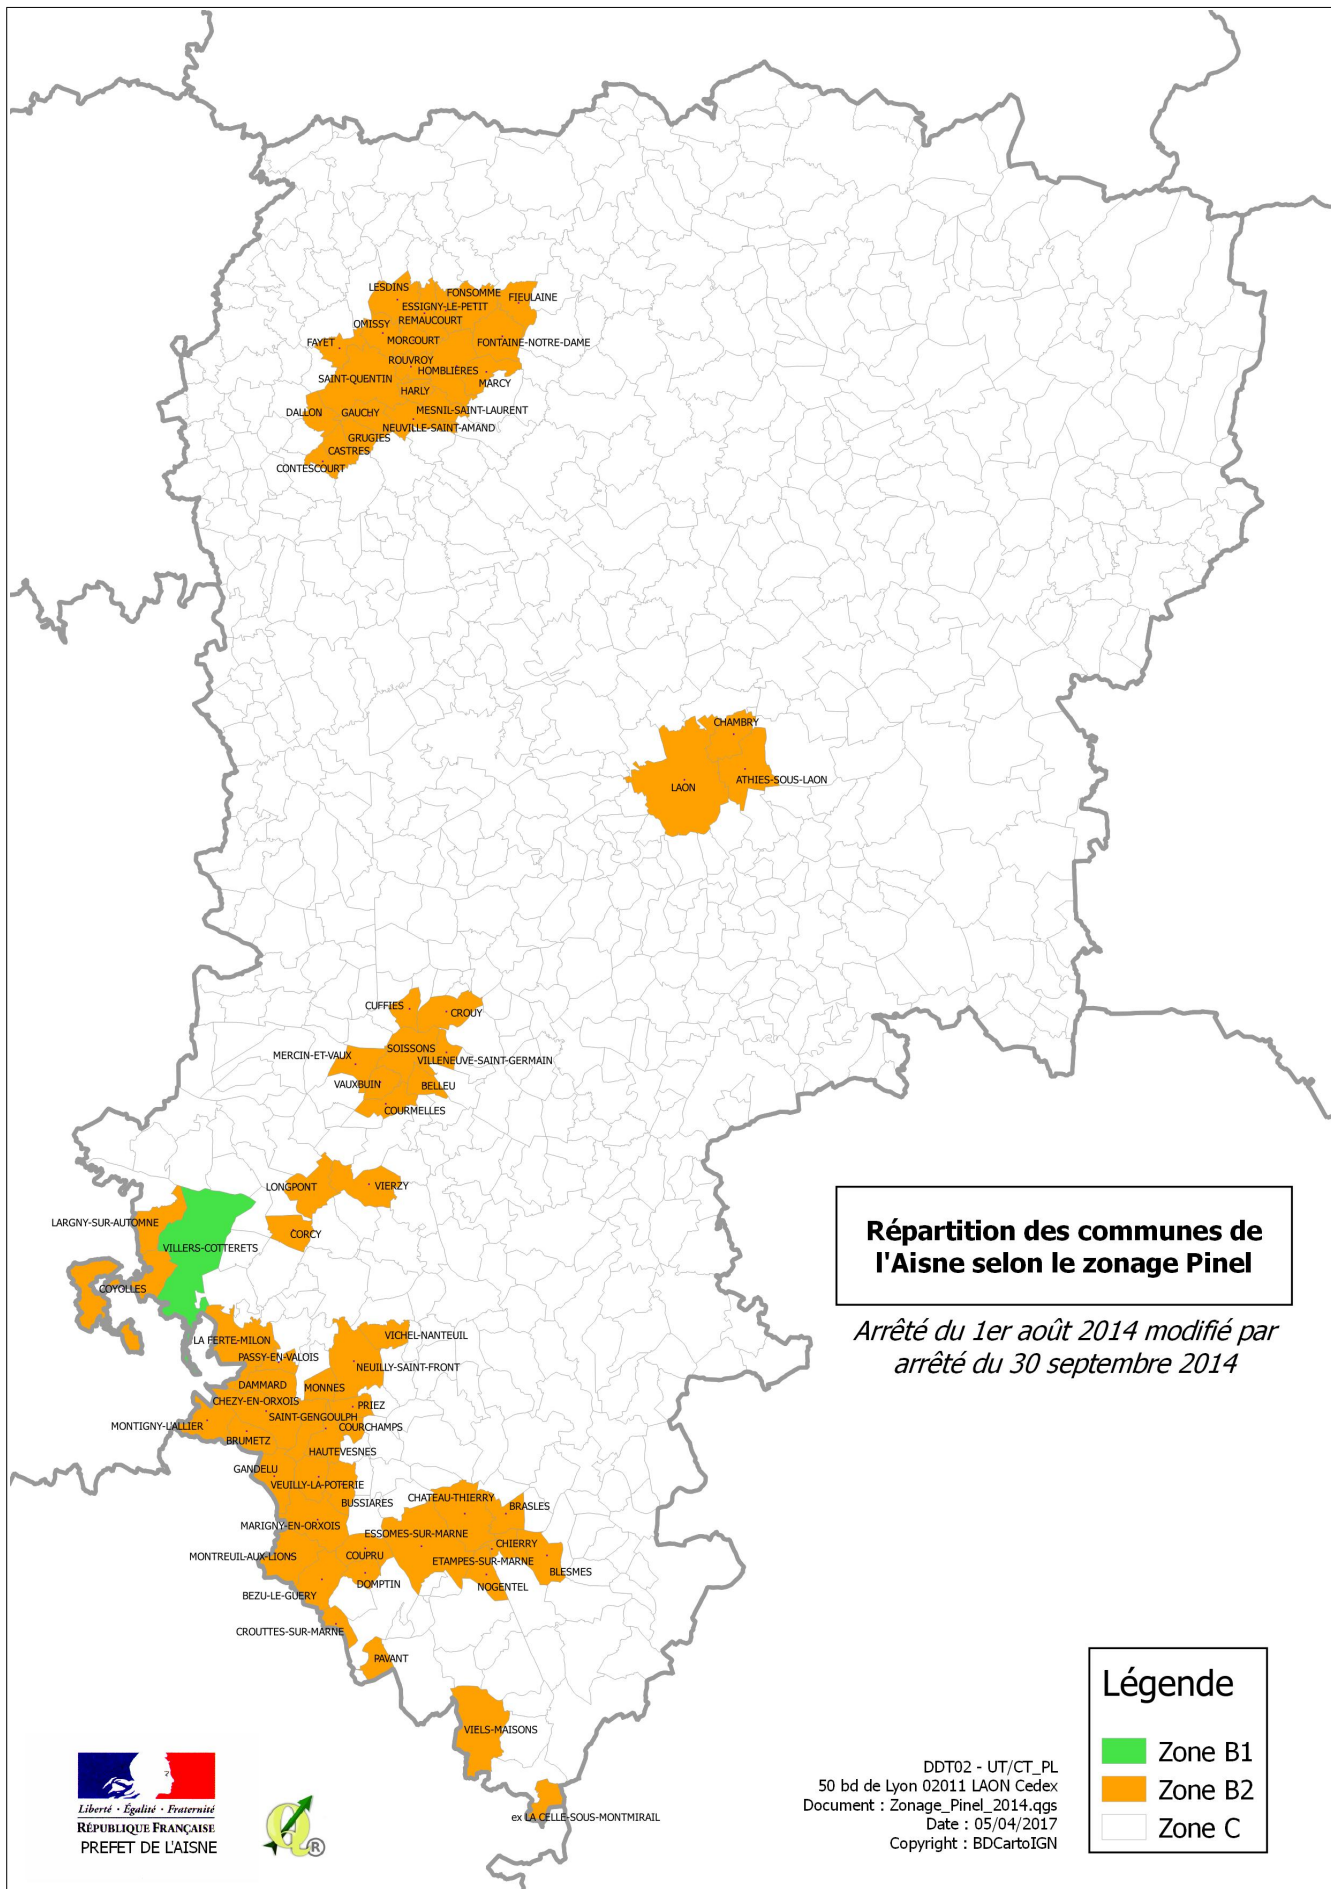 LESDINS
FONSOMME
FIEULAINE
ESSIGNY-LE-PETIT
OMISSY
REMAUCOURT
FAYET
MORCOURT
FONTAINE-NOTRE-DAME
ROUVROY
HOMBLIÈRES
SAINT-QUENTIN
MARCY
HARLY
DALLON
GAUCHY
MESNIL-SAINT-LAURENT
NEUVILLE-SAINT-AMAND
GRUGIES
CASTRES
CONTESCOURT
CHAMBRY
ATHIES-SOUS-LAON
LAON
CUFFIES
CROUY
SOISSONS
MERCIN-ET-VAUX
VILLENEUVE-SAINT-GERMAIN
VAUXBUIN
BELLEU
COURMELLES
LONGPONT
VIERZY
LARGNY-SUR-AUTOMNE
CORCY
VILLERS-COTTERETS
COYOLLES
Répartition des communes de
l'Aisne selon le zonage Pinel
Arrêté du 1er août 2014 modifié par
arrêté du 30 septembre 2014
LA FERTE-MILON
VICHEL-NANTEUIL
PASSY-EN-VALOIS
NEUILLY-SAINT-FRONT
DAMMARD
MONNES
CHEZY-EN-ORXOIS
PRIEZ
SAINT-GENGOULPH
MONTIGNY-L'ALLIER
COURCHAMPS
BRUMETZ
HAUTEVESNES
GANDELU
VEUILLY-LA-POTERIE
CHATEAU-THIERRY
BUSSIARES
BRASLES
MARIGNY-EN-ORXOIS
ESSOMES-SUR-MARNE
CHIERRY
MONTREUIL-AUX-LIONS
COUPRU
ETAMPES-SUR-MARNE
BLESMES
DOMPTIN
NOGENTEL
BEZU-LE-GUERY
CROUTTES-SUR-MARNE
PAVANT
VIELS-MAISONS
ex LA CELLE-SOUS-MONTMIRAIL
Légende
Zone B1
Zone B2
Zone C
DDT02 - UT/CT_PL
50 bd de Lyon 02011 LAON Cedex
Document : Zonage_Pinel_2014.qgs
Date : 05/04/2017
Copyright : BDCartoIGN
Liberté • Égalité • Fraternité
RÉPUBLIQUE FRANÇAISE
PREFET DE L'AISNE
R